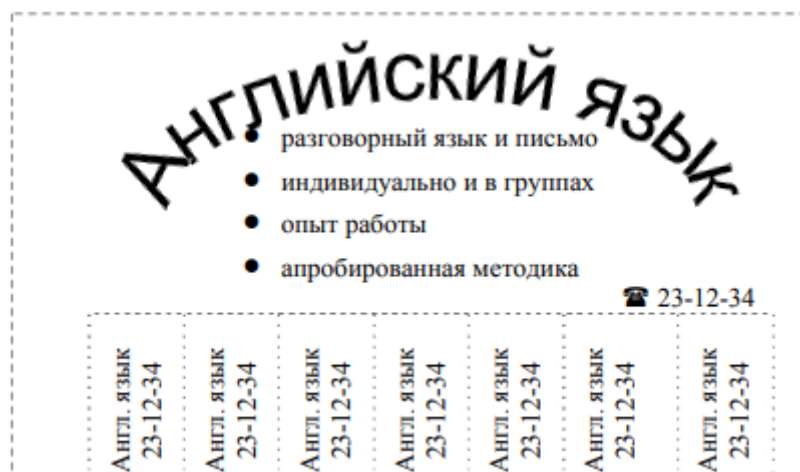 Английский язык
● разговорный язык и письмо
● индивидуально и в группах
● опыт работы
● апробированная методика
☎ 23-12-34
Англ. язык
23-12-34
Англ. язык
23-12-34
Англ. язык
23-12-34
Англ. язык
23-12-34
Англ. язык
23-12-34
Англ. язык
23-12-34
Англ. язык
23-12-34